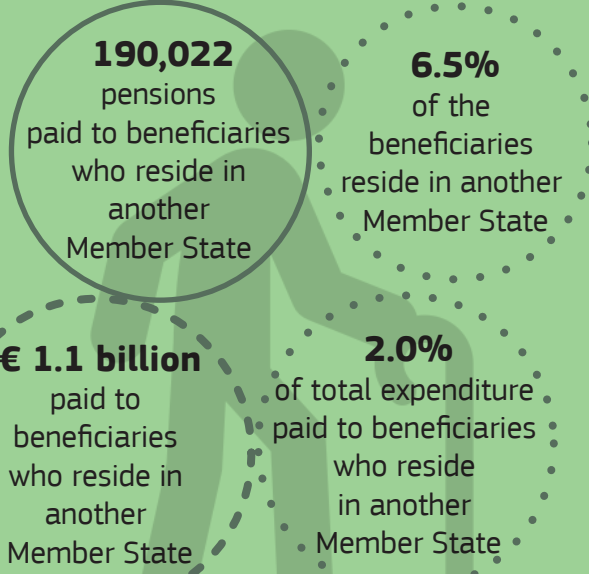 190,022
pensions
paid to beneficiaries
who reside in
another
Member State
6.5%
of the
beneficiaries
reside in another
Member State
€ 1.1 billion
paid to
beneficiaries
who reside in
another
Member State
2.0%
of total expenditure
paid to beneficiaries
who reside
in another
Member State